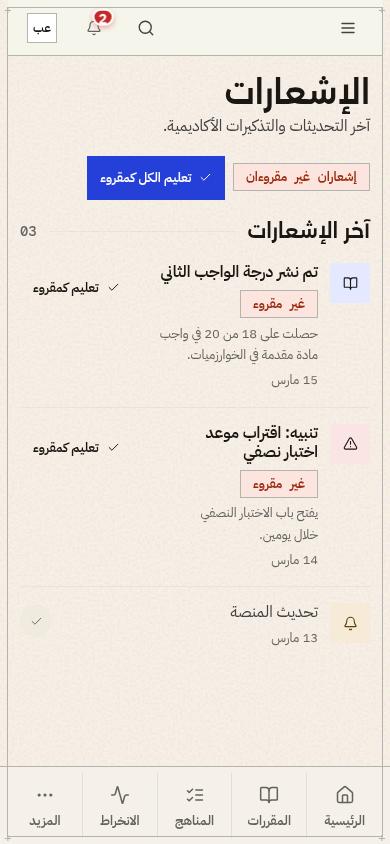 2
عب
الإشعارات
آخر التحديثات والتذكيرات الأكاديمية.
إشعاران غير مقروءان
تعليم الكل كمقروء
آخر الإشعارات
03
تم نشر درجة الواجب الثاني
تعليم كمقروء
غير مقروء
حصلت على 18 من 20 في واجب
مادة مقدمة في الخوارزميات.
15 مارس
تنبيه: اقتراب موعد
اختبار نصفي
تعليم كمقروء
غير مقروء
يفتح باب الاختبار النصفي
خلال يومين.
14 مارس
تحديث المنصة
13 مارس
الرئيسية
المقررات
المناهج
الانخراط
المزيد